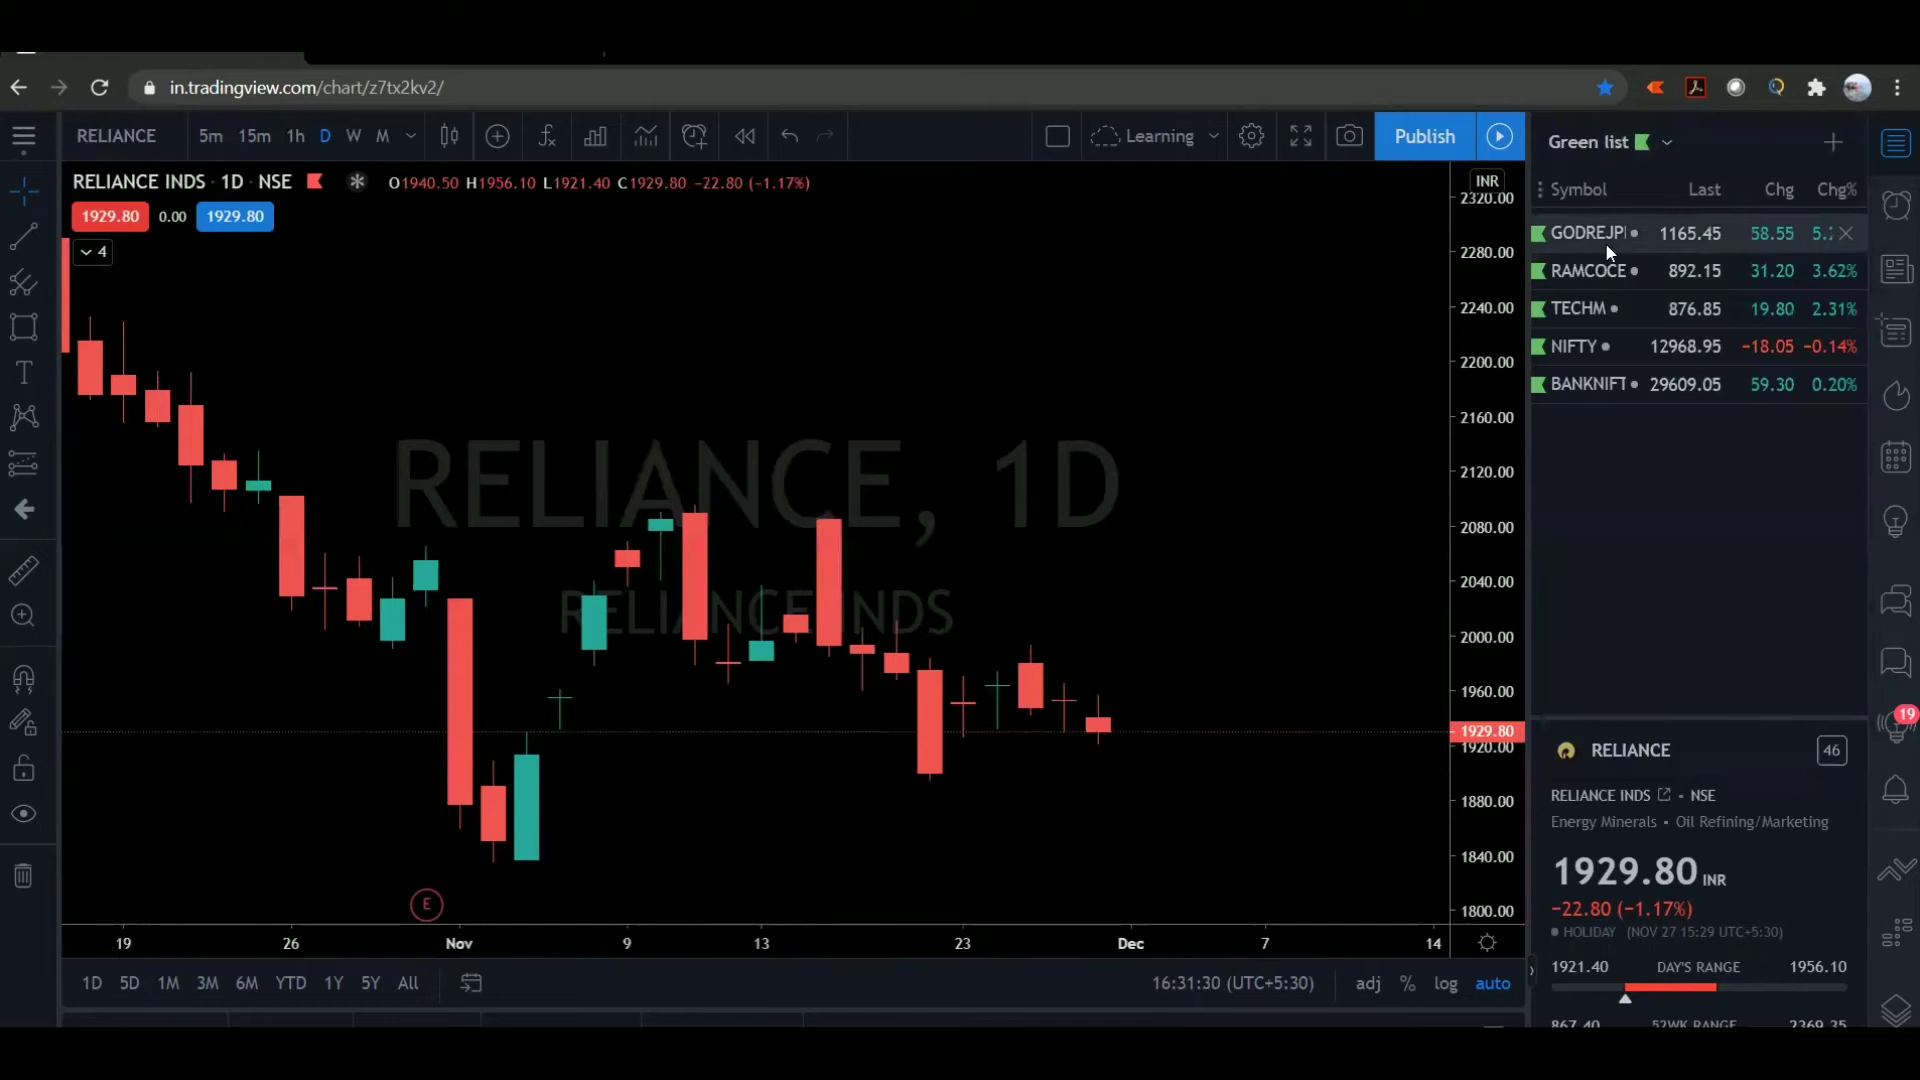 in.tradingview.com/chart/z7tx2kv2/
RELIANCE 5m 15m 1h D W M Learning Publish
RELIANCE INDS · 1D · NSE O1940.50 H1956.10 L1921.40 C1929.80 −22.80 (−1.17%)
1929.80 0.00 1929.80
4
RELIANCE, 1D
RELIANCE INDS
INR
2320.00
2280.00
2240.00
2200.00
2160.00
2120.00
2080.00
2040.00
2000.00
1960.00
1929.80
1920.00
1880.00
1840.00
1800.00
E
19 26 Nov 9 13 23 Dec 7 14
1D 5D 1M 3M 6M YTD 1Y 5Y All 16:31:30 (UTC+5:30) adj % log auto
Green list
Symbol Last Chg Chg%
GODREJP 1165.45 58.55
RAMCOCE 892.15 31.20 3.62%
TECHM 876.85 19.80 2.31%
NIFTY 12968.95 −18.05 −0.14%
BANKNIFT 29609.05 59.30 0.20%
19
RELIANCE 46
RELIANCE INDS • NSE
Energy Minerals • Oil Refining/Marketing
1929.80 INR
−22.80 (−1.17%)
HOLIDAY (NOV 27 15:29 UTC+5:30)
1921.40 DAY'S RANGE 1956.10
867.40 52WK RANGE 2369.35